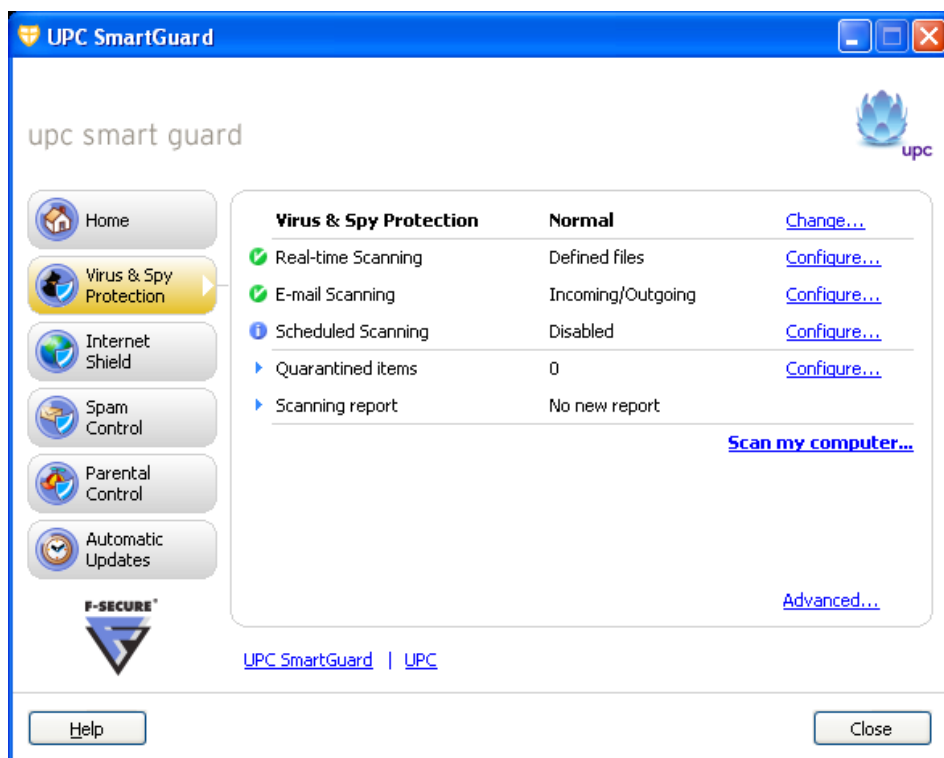 UPC SmartGuard
upc smart guard
upc
Home
Virus & Spy
Protection
Internet
Shield
Spam
Control
Parental
Control
Automatic
Updates
F-SECURE®
Virus & Spy Protection Normal Change...
Real-time Scanning Defined files Configure...
E-mail Scanning Incoming/Outgoing Configure...
Scheduled Scanning Disabled Configure...
Quarantined items 0 Configure...
Scanning report No new report
Scan my computer...
Advanced...
UPC SmartGuard | UPC
Help Close